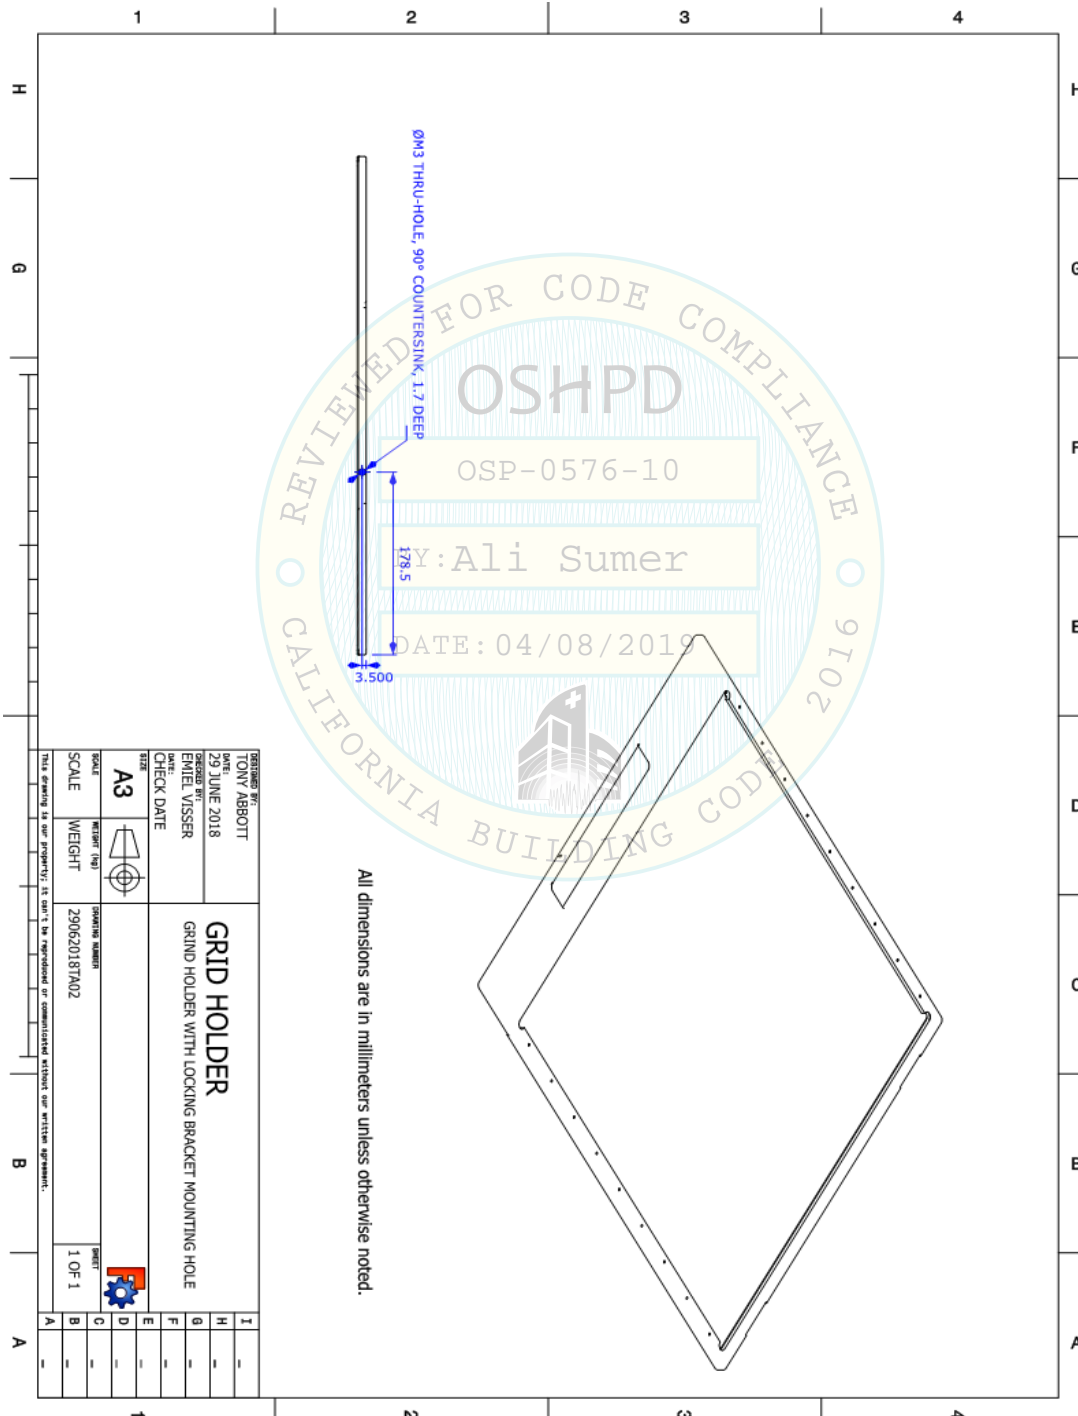 1 2 3 4
H H
G G
F F
E E
D D
C C
B B
A A
1 2 3 4
ØM3 THRU-HOLE, 90° COUNTERSINK, 1.7 DEEP
178.5
3.500
REVIEWED FOR CODE COMPLIANCE
OSHPD
OSP-0576-10
BY: Ali Sumer
DATE: 04/08/2019
CALIFORNIA BUILDING CODE 2016
All dimensions are in millimeters unless otherwise noted.
DESIGNED BY:
TONY ABBOTT
DATE:
29 JUNE 2018
CHECKED BY:
EMIEL VISSER
DATE:
CHECK DATE
SIZE
A3
SCALE
SCALE
WEIGHT (kg)
WEIGHT
GRID HOLDER
GRIND HOLDER WITH LOCKING BRACKET MOUNTING HOLE
DRAWING NUMBER
29062018TA02
SHEET
1 OF 1
I –
H –
G –
F –
E –
D –
C –
B –
A –
This drawing is our property; it can't be reproduced or communicated without our written agreement.